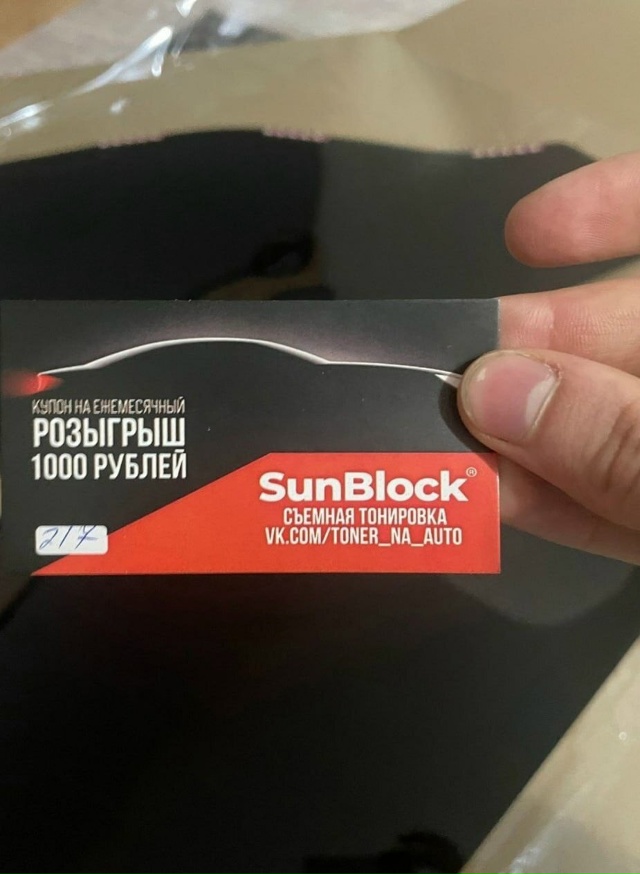 КУПОН НА ЕЖЕМЕСЯЧНЫЙ
РОЗЫГРЫШ
1000 РУБЛЕЙ
217
SunBlock®
СЪЕМНАЯ ТОНИРОВКА
VK.COM/TONER_NA_AUTO